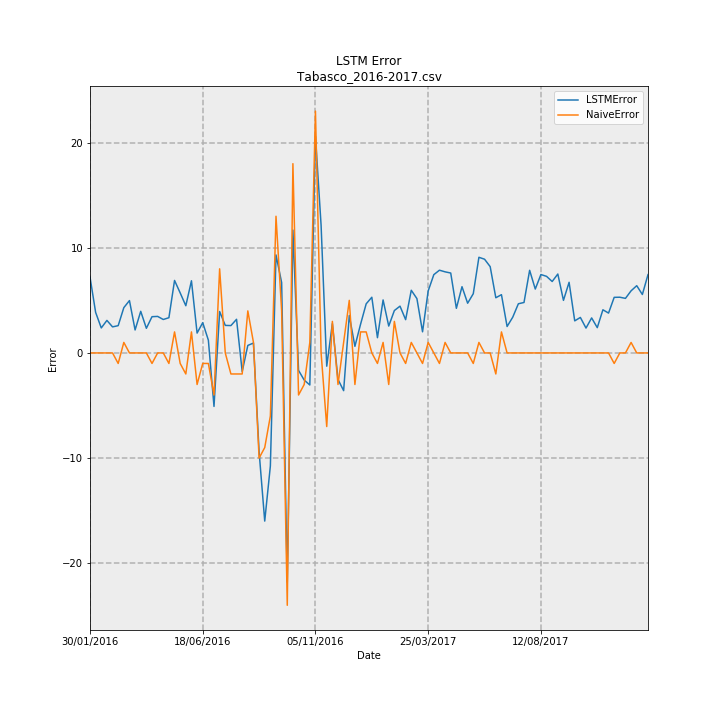 LSTM Error
Tabasco_2016-2017.csv
LSTMError
NaiveError
20
10
0
−10
−20
Error
30/01/2016
18/06/2016
05/11/2016
25/03/2017
12/08/2017
Date